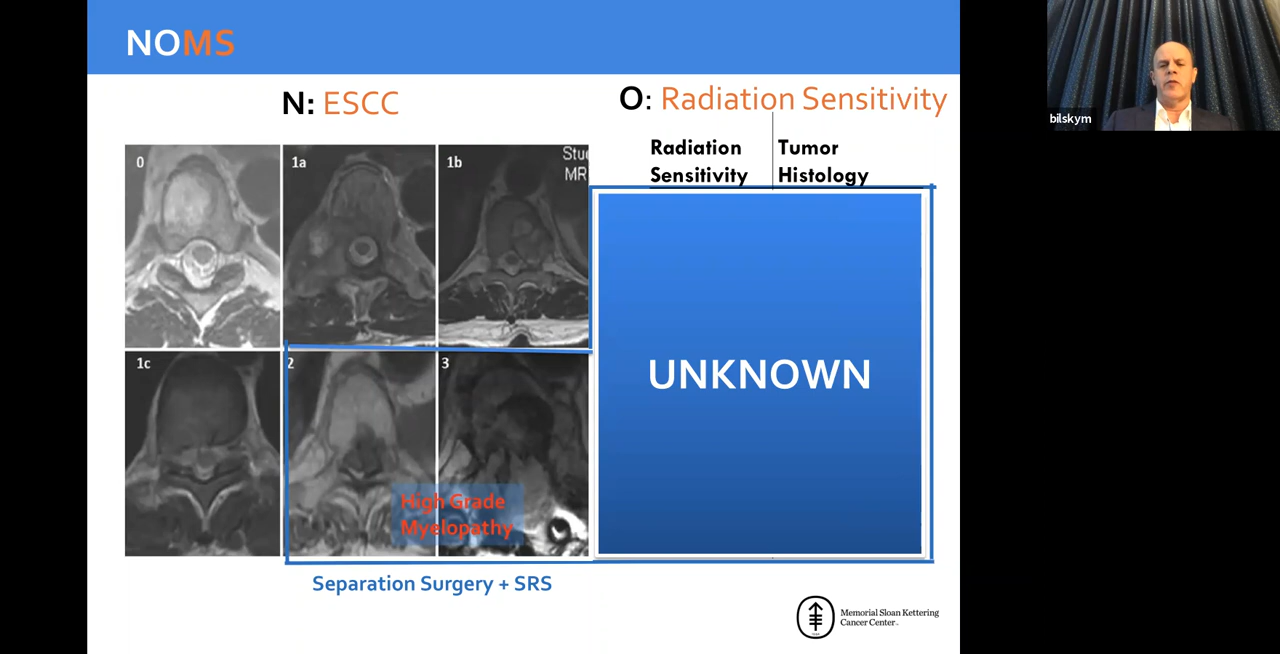 NOMS
N: ESCC
O: Radiation Sensitivity
Radiation
Sensitivity
Tumor
Histology
0
1a
1b
MR
1c
2
3
UNKNOWN
High Grade
Myelopathy
Separation Surgery + SRS
Memorial Sloan Kettering
Cancer Center
bilskym